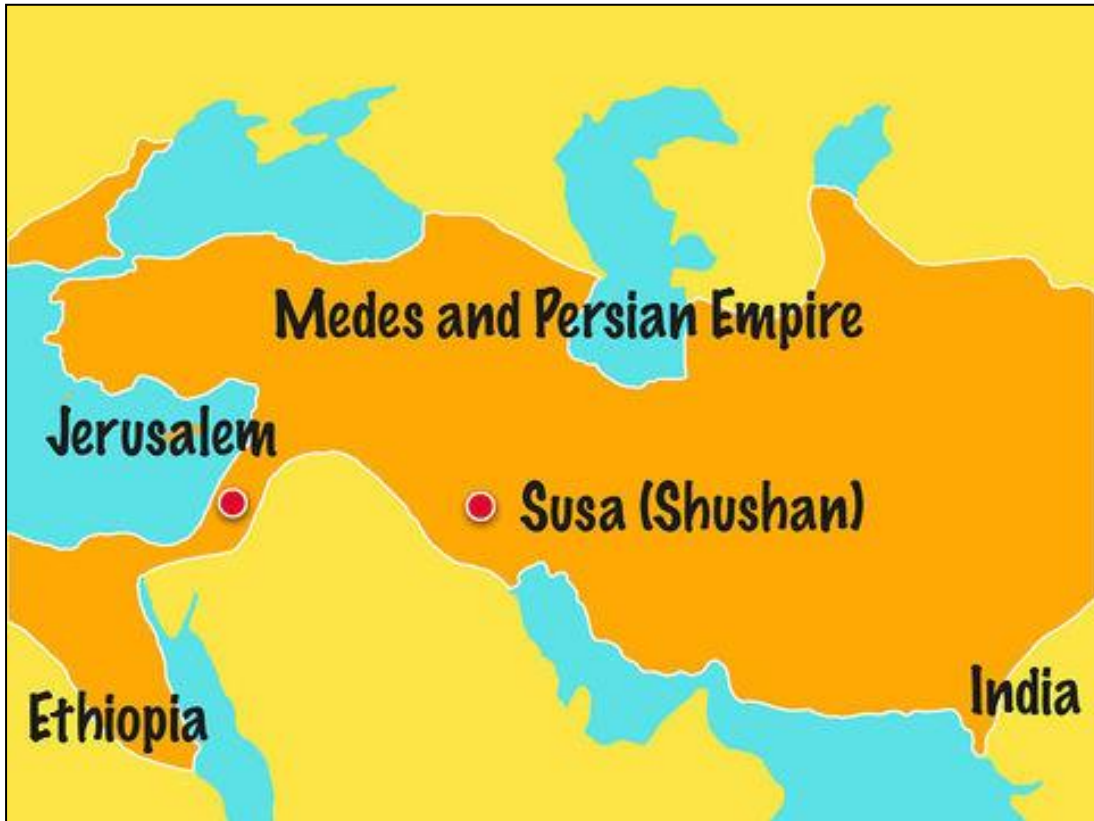 Medes and Persian Empire
Jerusalem
Susa (Shushan)
Ethiopia
India